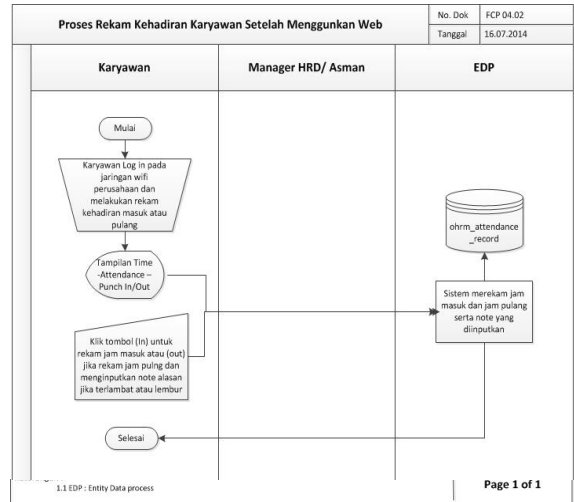 Proses Rekam Kehadiran Karyawan Setelah Menggunkan Web
No. Dok
FCP 04.02
Tanggal
16.07.2014
Karyawan
Manager HRD/ Asman
EDP
Mulai
Karyawan Log in pada
jaringan wifi
perusahaan dan
melakukan rekam
kehadiran masuk atau
pulang
Tampilan Time
-Attendance –
Punch In/Out
Klik tombol (In) untuk
rekam jam masuk atau (out)
jika rekam jam pulng dan
menginputkan note alasan
jika terlambat atau lembur
Selesai
ohrm_attendance
_record
Sistem merekam jam
masuk dan jam pulang
serta note yang
diinputkan
1.1 EDP : Entity Data process
Page 1 of 1